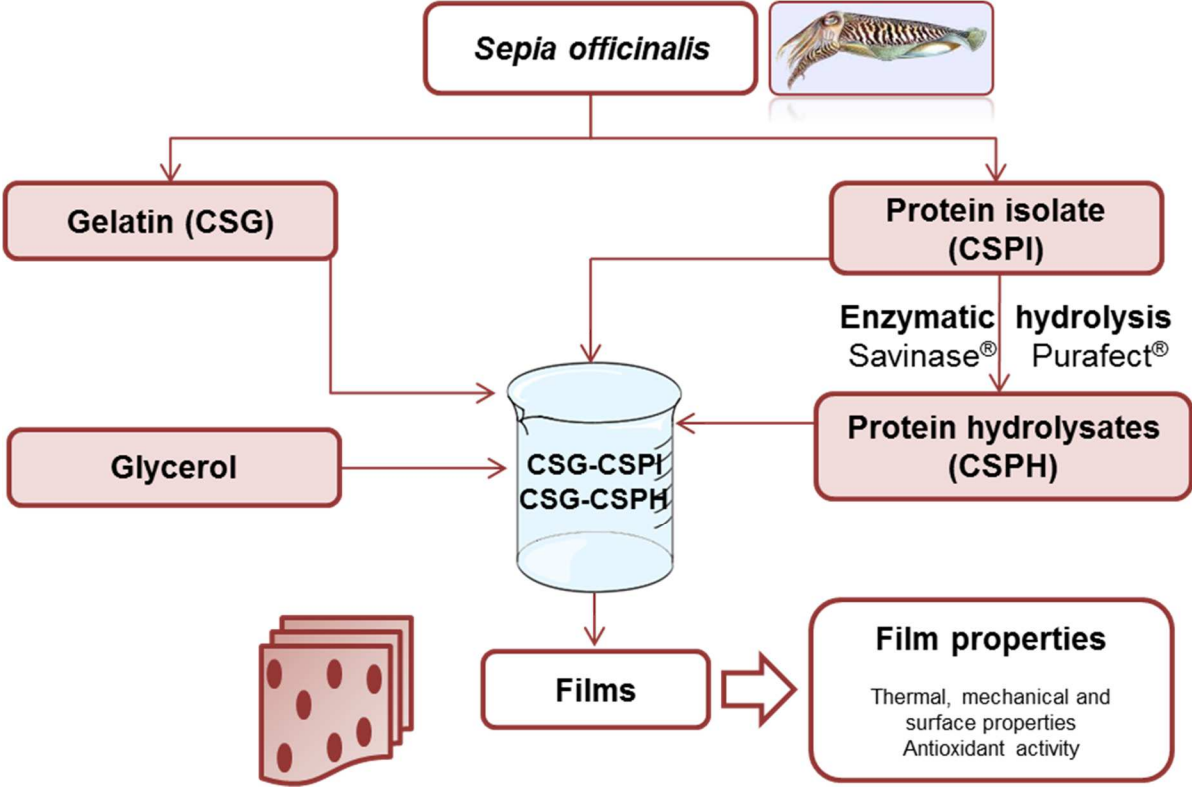 Sepia officinalis
Gelatin (CSG)
Protein isolate
(CSPI)
Enzymatic hydrolysis
Savinase® Purafect®
Protein hydrolysates
(CSPH)
Glycerol
CSG-CSPI
CSG-CSPH
Films
Film properties
Thermal, mechanical and
surface properties
Antioxidant activity